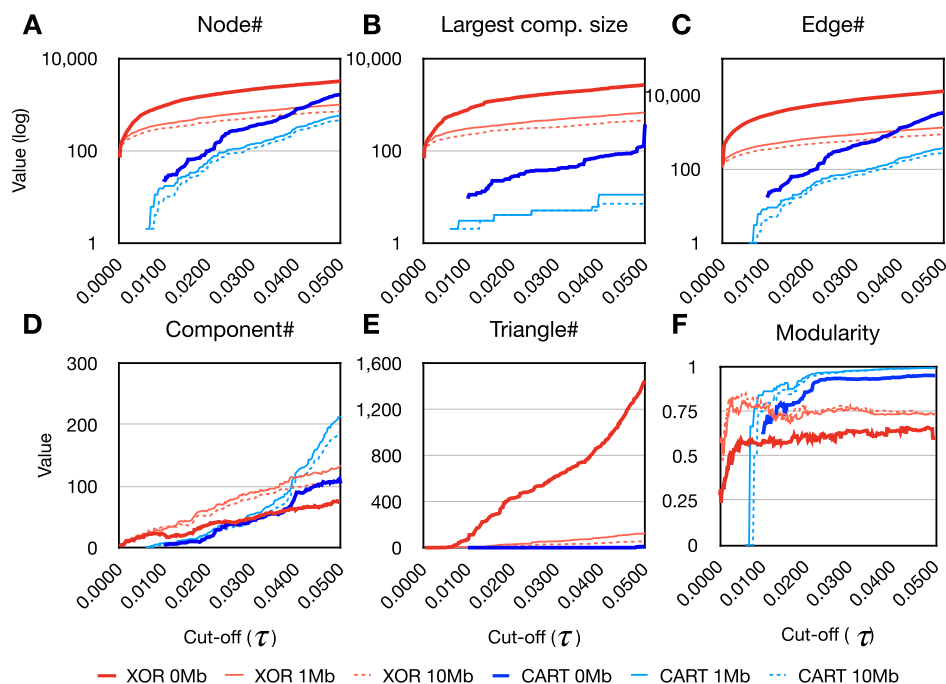 A Node#
B Largest comp. size
C Edge#
Value (log)
10,000
100
1
0.0000 0.0100 0.0200 0.0300 0.0400 0.0500
10,000
100
1
0.0000 0.0100 0.0200 0.0300 0.0400 0.0500
10,000
100
1
0.0000 0.0100 0.0200 0.0300 0.0400 0.0500
D Component#
E Triangle#
F Modularity
Value
300
200
100
0
0.0000 0.0100 0.0200 0.0300 0.0400 0.0500
Cut-off (τ)
1,600
1,200
800
400
0
0.0000 0.0100 0.0200 0.0300 0.0400 0.0500
Cut-off (τ)
1
0.75
0.5
0.25
0
0.0000 0.0100 0.0200 0.0300 0.0400 0.0500
Cut-off ( τ)
XOR 0Mb XOR 1Mb XOR 10Mb CART 0Mb CART 1Mb CART 10Mb